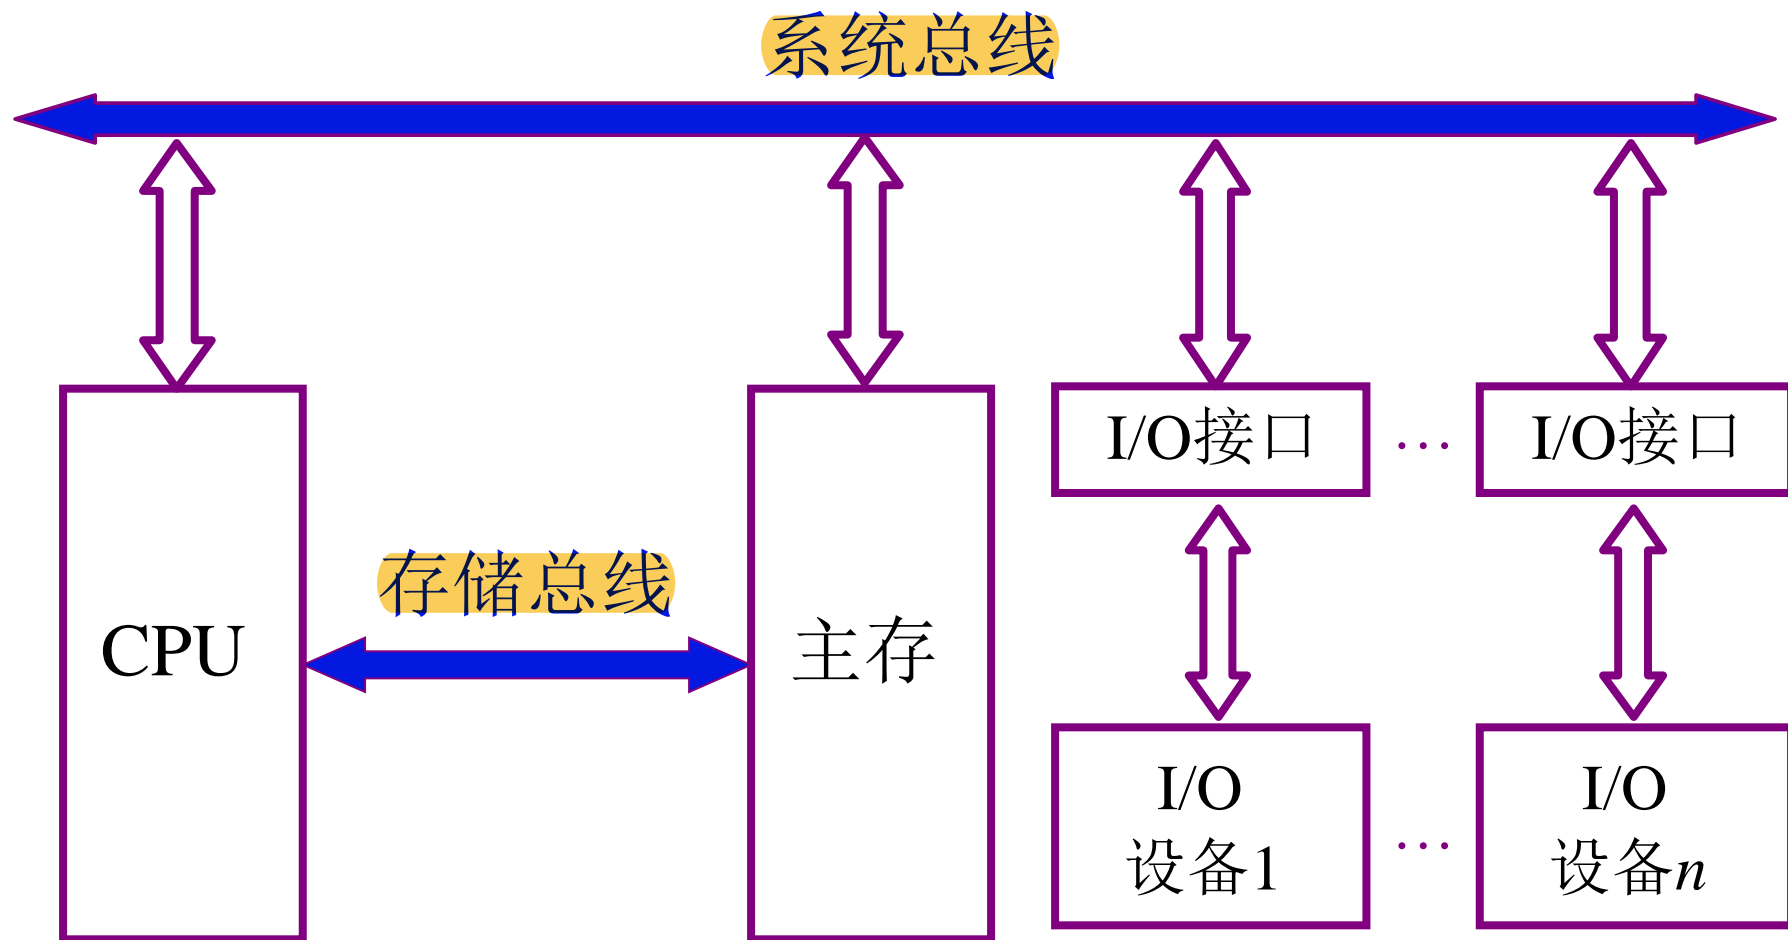 系统总线
I/O接口
…
I/O接口
存储总线
CPU
主存
I/O
设备1
…
I/O
设备n